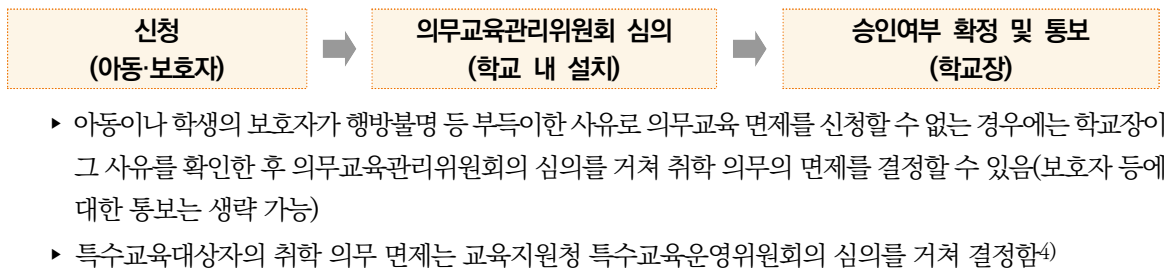 신청
(아동·보호자)
의무교육관리위원회 심의
(학교 내 설치)
승인여부 확정 및 통보
(학교장)
▸ 아동이나 학생의 보호자가 행방불명 등 부득이한 사유로 의무교육 면제를 신청할 수 없는 경우에는 학교장이
그 사유를 확인한 후 의무교육관리위원회의 심의를 거쳐 취학 의무의 면제를 결정할 수 있음(보호자 등에
대한 통보는 생략 가능)
▸ 특수교육대상자의 취학 의무 면제는 교육지원청 특수교육운영위원회의 심의를 거쳐 결정함4)